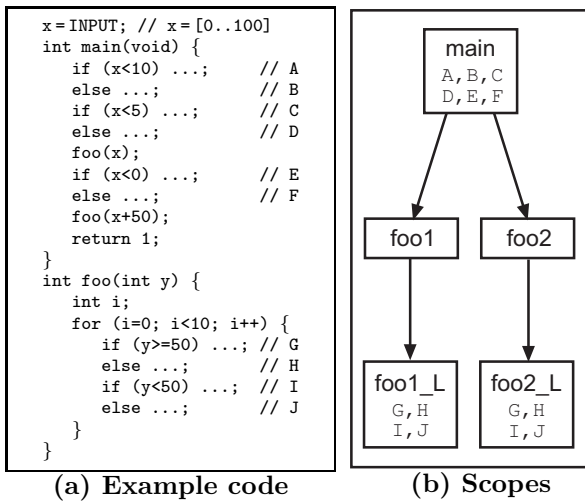 x = INPUT; // x = [0..100]
int main(void) {
if (x<10) ...; // A
else ...; // B
if (x<5) ...; // C
else ...; // D
foo(x);
if (x<0) ...; // E
else ...; // F
foo(x+50);
return 1;
}
int foo(int y) {
int i;
for (i=0; i<10; i++) {
if (y>=50) ...; // G
else ...; // H
if (y<50) ...; // I
else ...; // J
}
}
(a) Example code
main
A,B,C
D,E,F
foo1
foo2
foo1_L
G,H
I,J
foo2_L
G,H
I,J
(b) Scopes